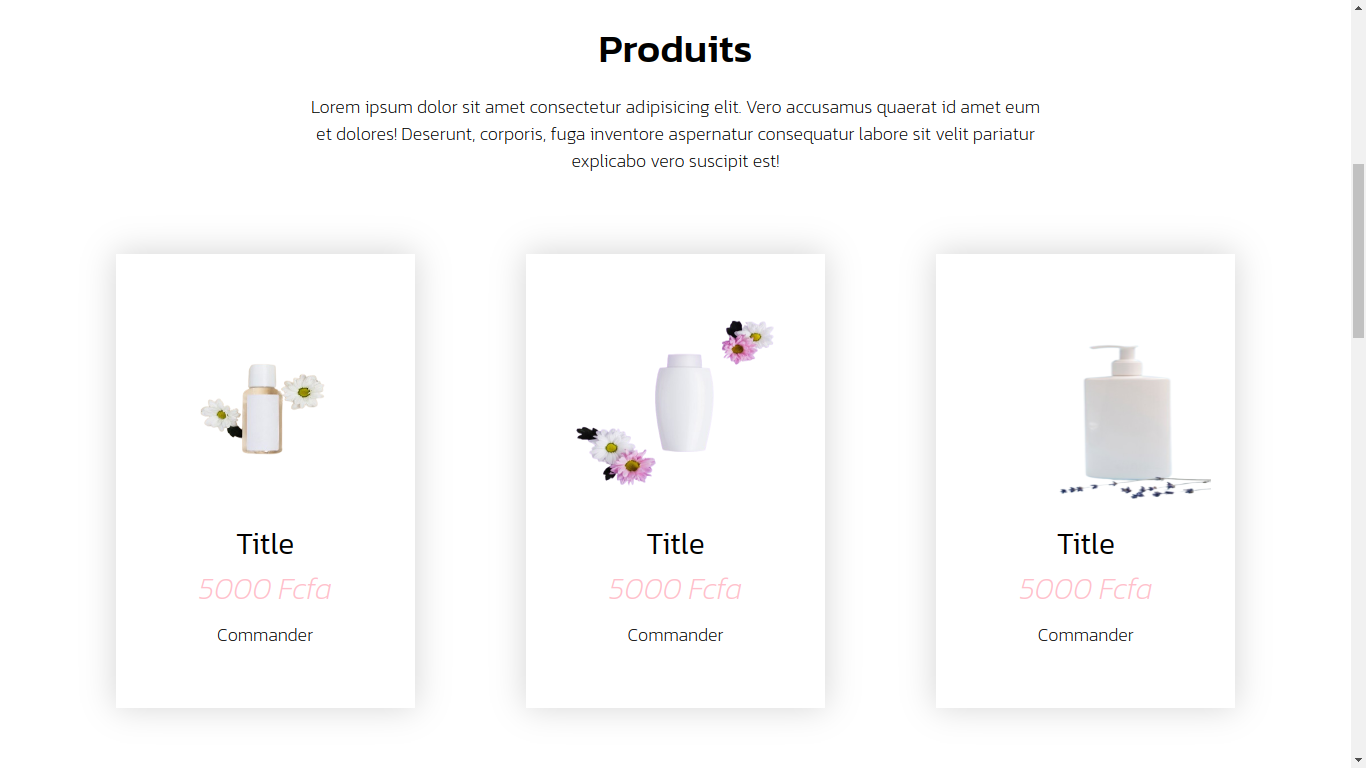 Produits
Lorem ipsum dolor sit amet consectetur adipisicing elit. Vero accusamus quaerat id amet eum
et dolores! Deserunt, corporis, fuga inventore aspernatur consequatur labore sit velit pariatur
explicabo vero suscipit est!
Title
5000 Fcfa
Commander
Title
5000 Fcfa
Commander
Title
5000 Fcfa
Commander